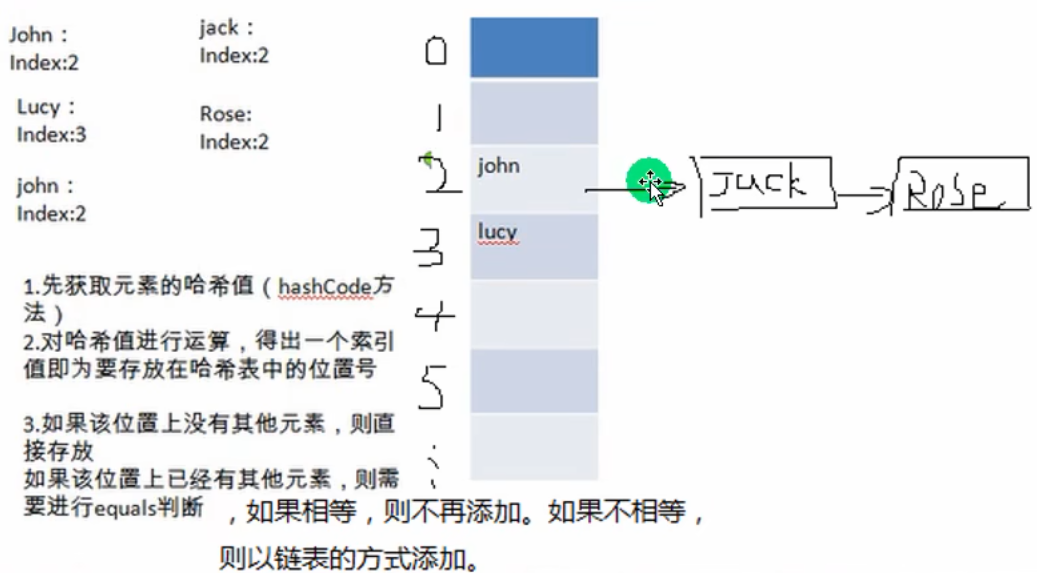 John：
Index:2
jack：
Index:2
Lucy：
Index:3
Rose:
Index:2
john：
Index:2
0
1
2
3
4
5
john
lucy
Jack
Rose
1.先获取元素的哈希值（hashCode方
法）
2.对哈希值进行运算，得出一个索引
值即为要存放在哈希表中的位置号
3.如果该位置上没有其他元素，则直
接存放
如果该位置上已经有其他元素，则需
要进行equals判断，如果相等，则不再添加。如果不相等，
则以链表的方式添加。